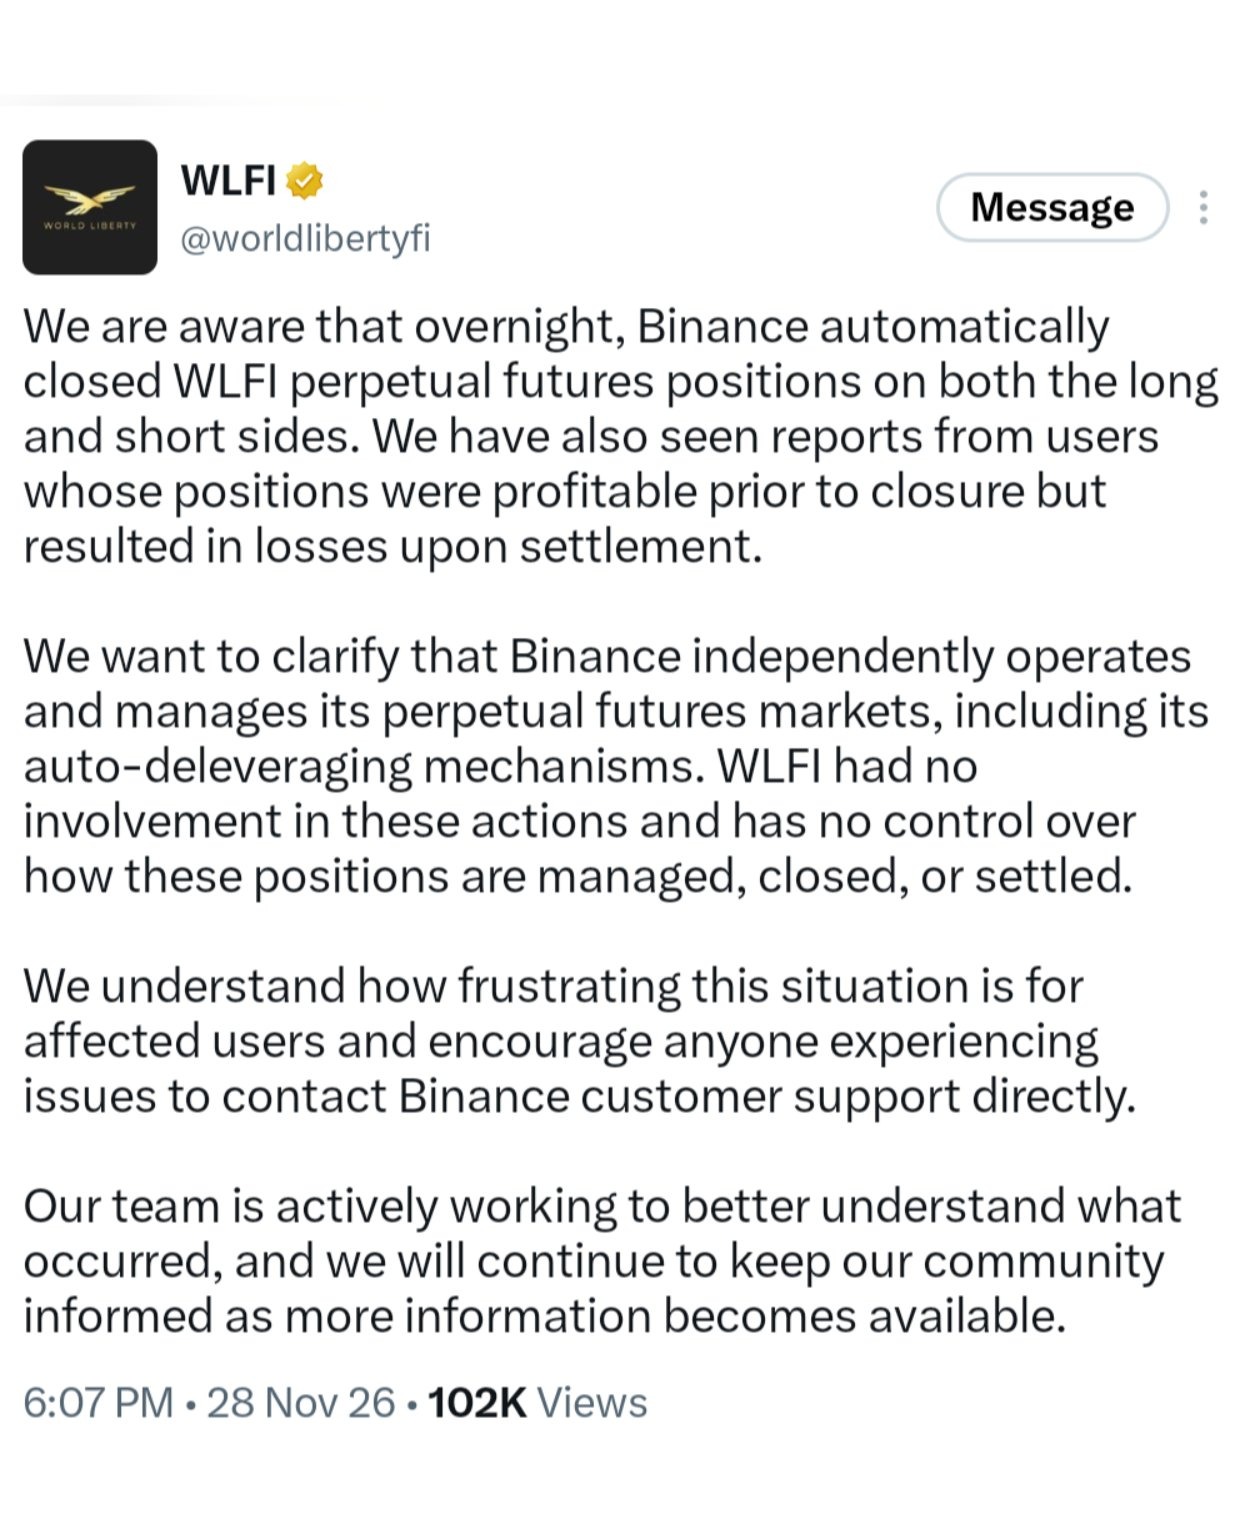 WORLD LIBERTY
WLFI
@worldlibertyfi
Message
We are aware that overnight, Binance automatically
closed WLFI perpetual futures positions on both the long
and short sides. We have also seen reports from users
whose positions were profitable prior to closure but
resulted in losses upon settlement.
We want to clarify that Binance independently operates
and manages its perpetual futures markets, including its
auto-deleveraging mechanisms. WLFI had no
involvement in these actions and has no control over
how these positions are managed, closed, or settled.
We understand how frustrating this situation is for
affected users and encourage anyone experiencing
issues to contact Binance customer support directly.
Our team is actively working to better understand what
occurred, and we will continue to keep our community
informed as more information becomes available.
6:07 PM • 28 Nov 26 • 102K Views